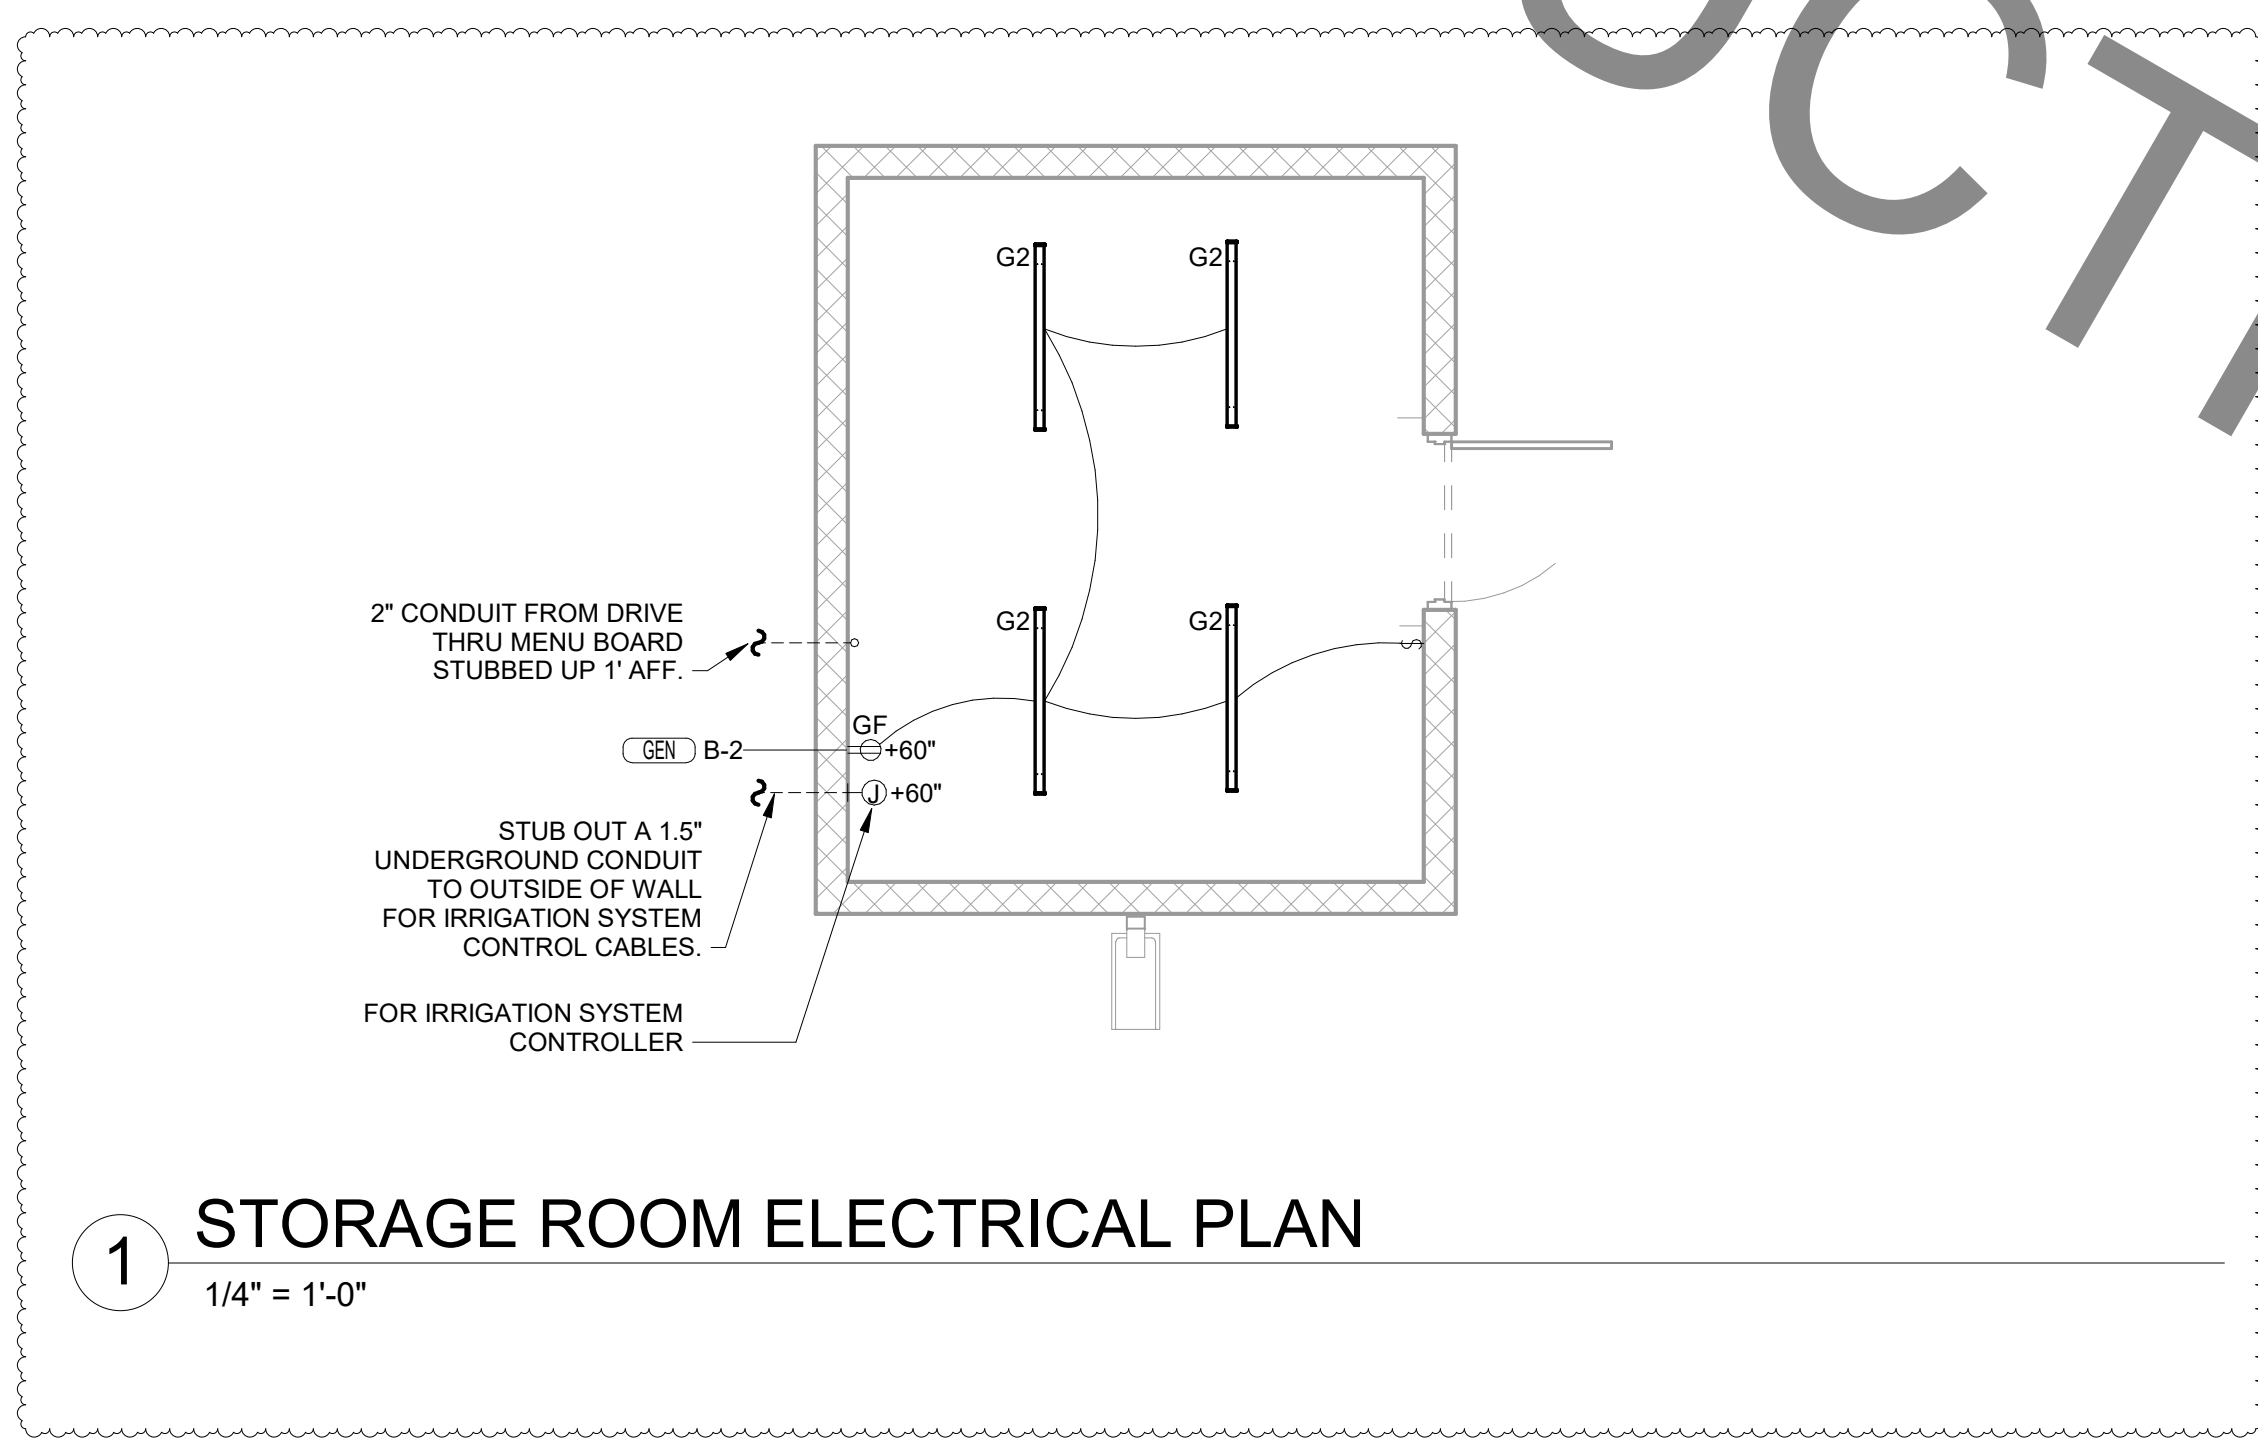 G2
G2
2" CONDUIT FROM DRIVE
THRU MENU BOARD
STUBBED UP 1' AFF.
G2
G2
S
GF
GEN B-2
+60"
J +60"
STUB OUT A 1.5"
UNDERGROUND CONDUIT
TO OUTSIDE OF WALL
FOR IRRIGATION SYSTEM
CONTROL CABLES.
FOR IRRIGATION SYSTEM
CONTROLLER
1
STORAGE ROOM ELECTRICAL PLAN
1/4" = 1'-0"